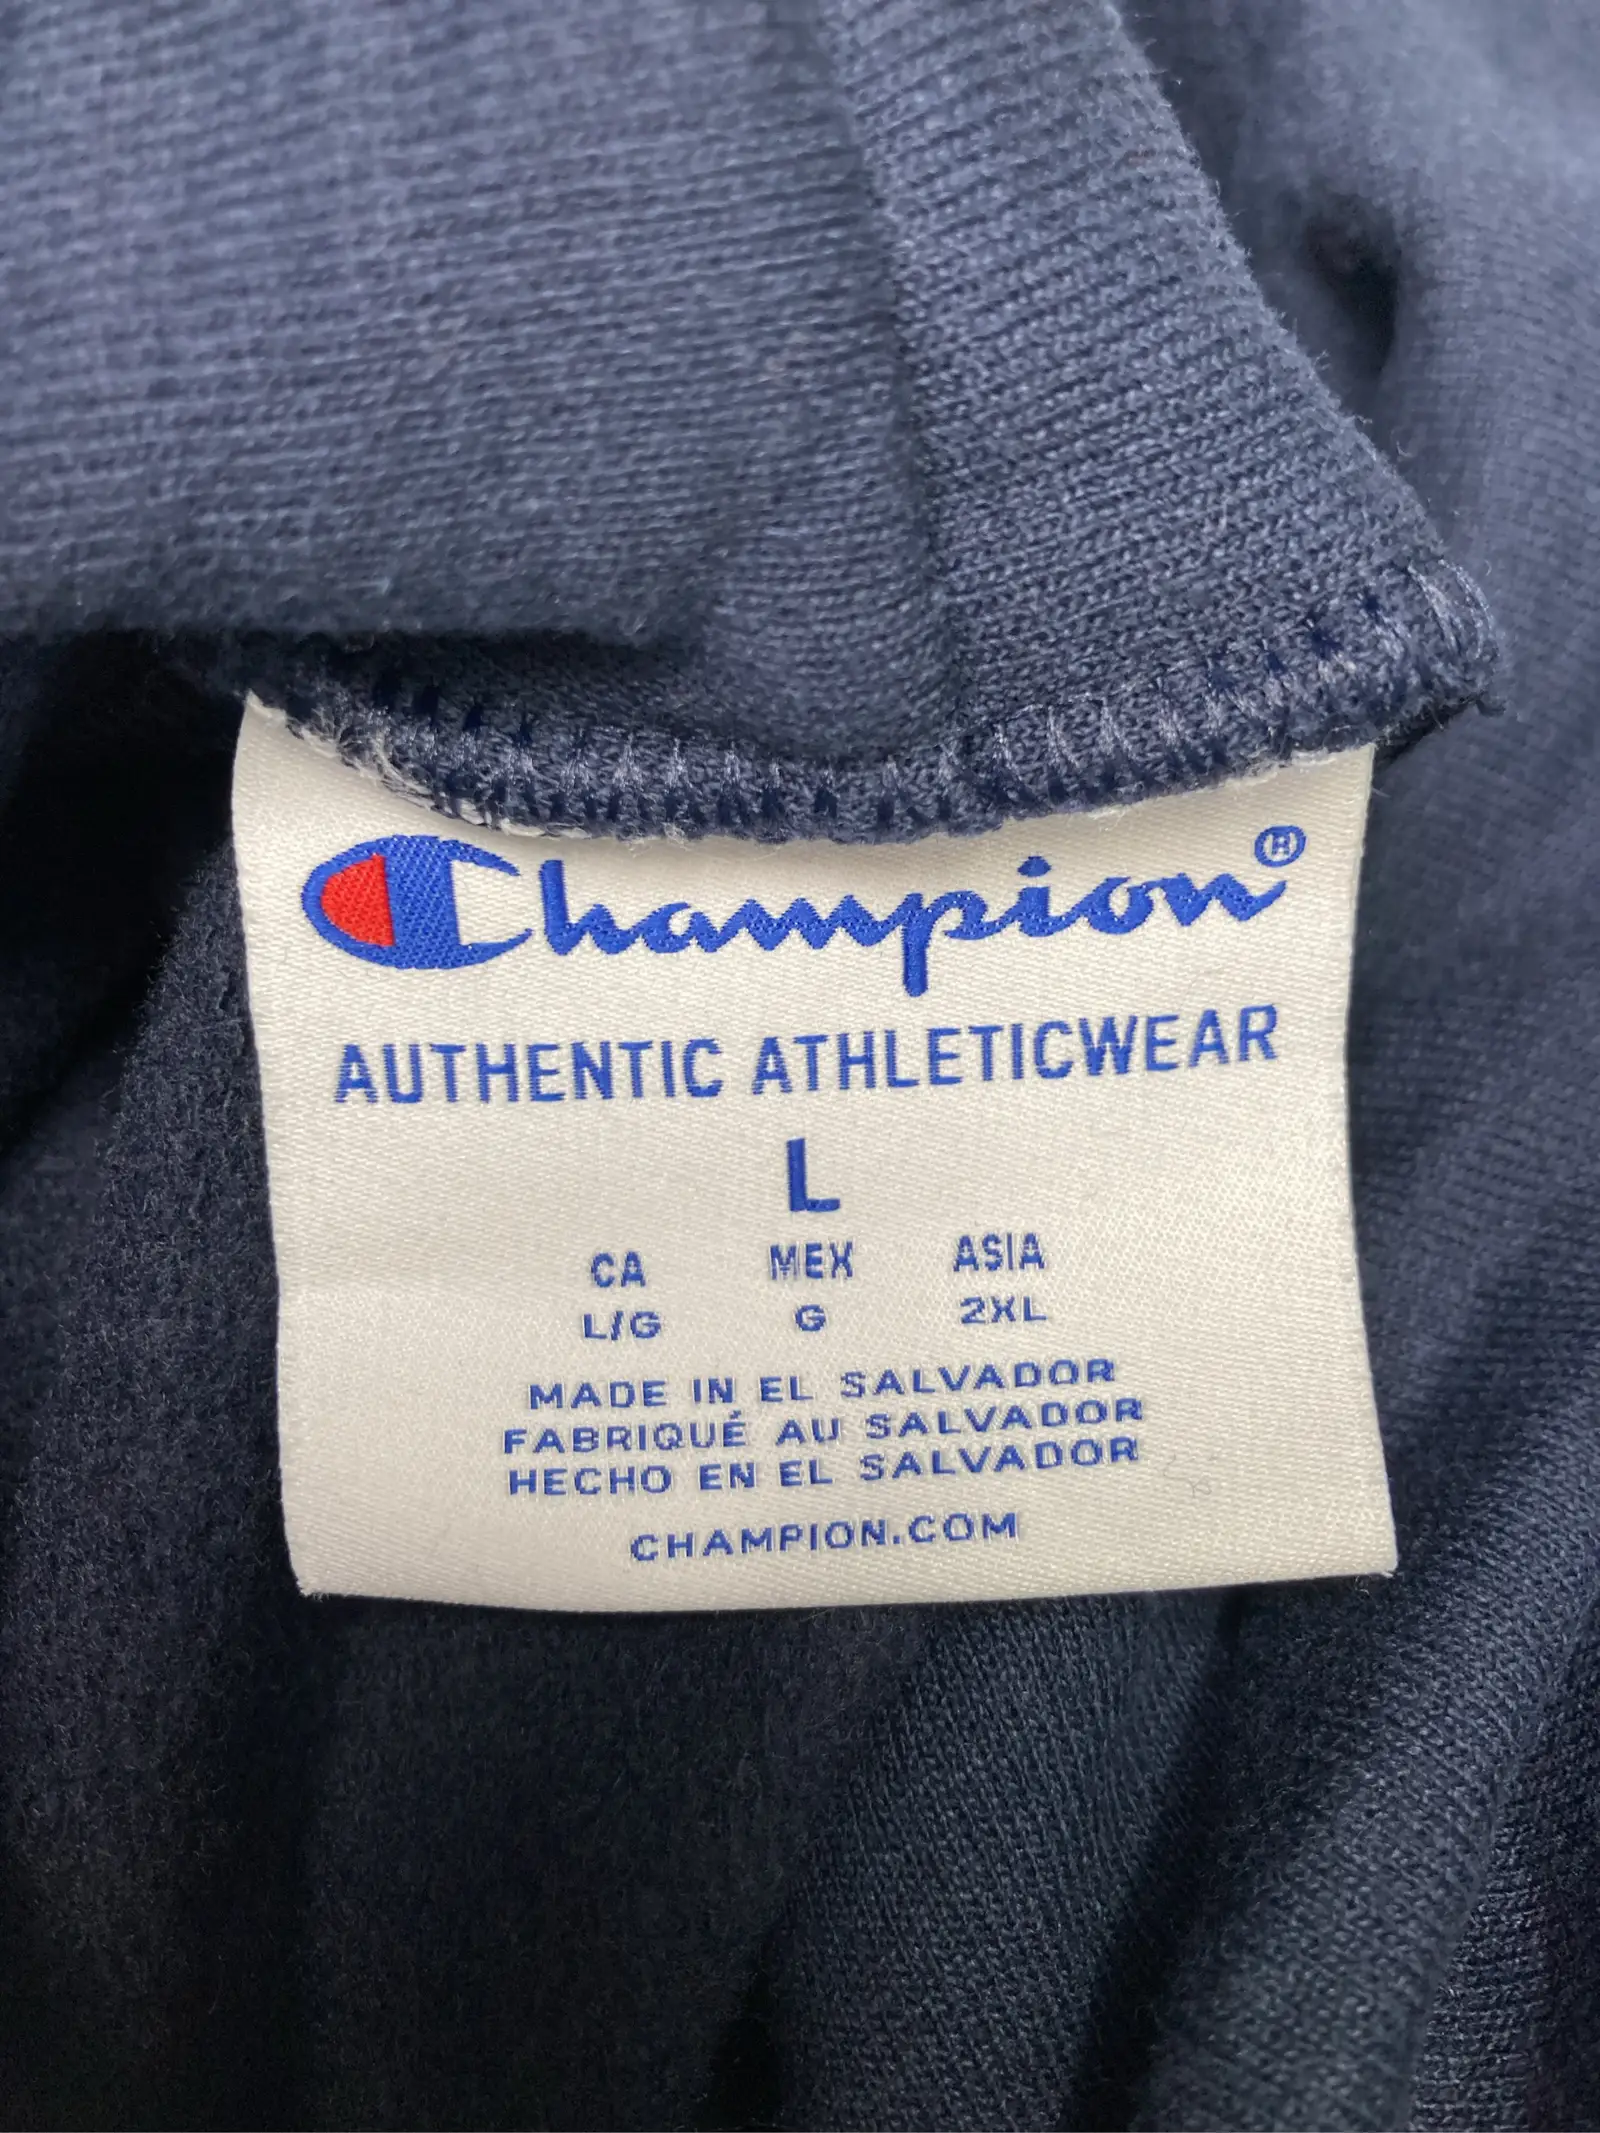 Champion®
AUTHENTIC ATHLETICWEAR
L
CA MEX ASIA
L/G G 2XL
MADE IN EL SALVADOR
FABRIQUÉ AU SALVADOR
HECHO EN EL SALVADOR
CHAMPION.COM